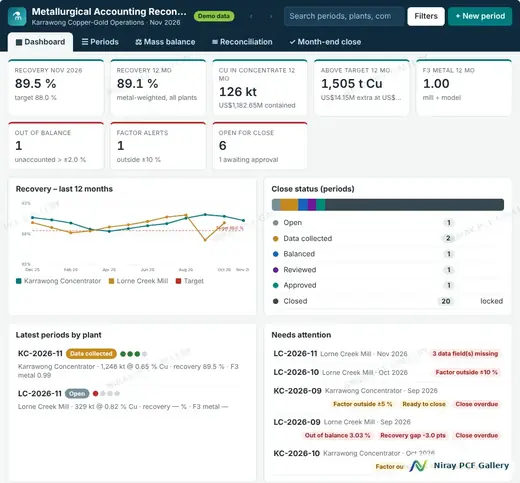 Metallurgical Accounting Recon...
Karrawong Copper-Gold Operations · Nov 2026
Demo data
Search periods, plants, com
Filters
+ New period
Dashboard
Periods
Mass balance
Reconciliation
Month-end close
RECOVERY NOV 2026
89.5 %
target 88.0 %
RECOVERY 12 MO
89.1 %
metal-weighted, all plants
CU IN CONCENTRATE 12 MO
126 kt
US$1,182.65M contained
ABOVE TARGET 12 MO
1,505 t Cu
US$14.15M extra at US$...
F3 METAL 12 MO
1.00
mill ÷ model
OUT OF BALANCE
1
unaccounted > ±2.0 %
FACTOR ALERTS
1
outside ±10 %
OPEN FOR CLOSE
6
1 awaiting approval
Recovery – last 12 months
Target 88.0 %
Dec 25
Feb 26
Apr 26
Jun 26
Aug 26
Oct 26
Nov 26
Karrawong Concentrator
Lorne Creek Mill
Target
Close status (periods)
Open 1
Data collected 2
Balanced 1
Reviewed 1
Approved 1
Closed 20 locked
Latest periods by plant
KC-2026-11 Data collected
Karrawong Concentrator · 1,246 kt @ 0.65 % Cu · recovery 89.5 % · F3
metal 0.99
LC-2026-11 Open
Lorne Creek Mill · 329 kt @ 0.82 % Cu · recovery — % · F3 metal —
Needs attention
LC-2026-11 Lorne Creek Mill · Nov 2026 3 data field(s) missing
LC-2026-10 Lorne Creek Mill · Oct 2026 Factor outside ±10 %
KC-2026-09 Karrawong Concentrator · Sep 2026
Factor outside ±5 % Ready to close Close overdue
LC-2026-09 Lorne Creek Mill · Sep 2026
Out of balance 3.03 % Recovery gap -3.0 pts Close overdue
KC-2026-10 Karrawong Concentrator · Oct 2026
Factor ou
Niray PCF Gallery